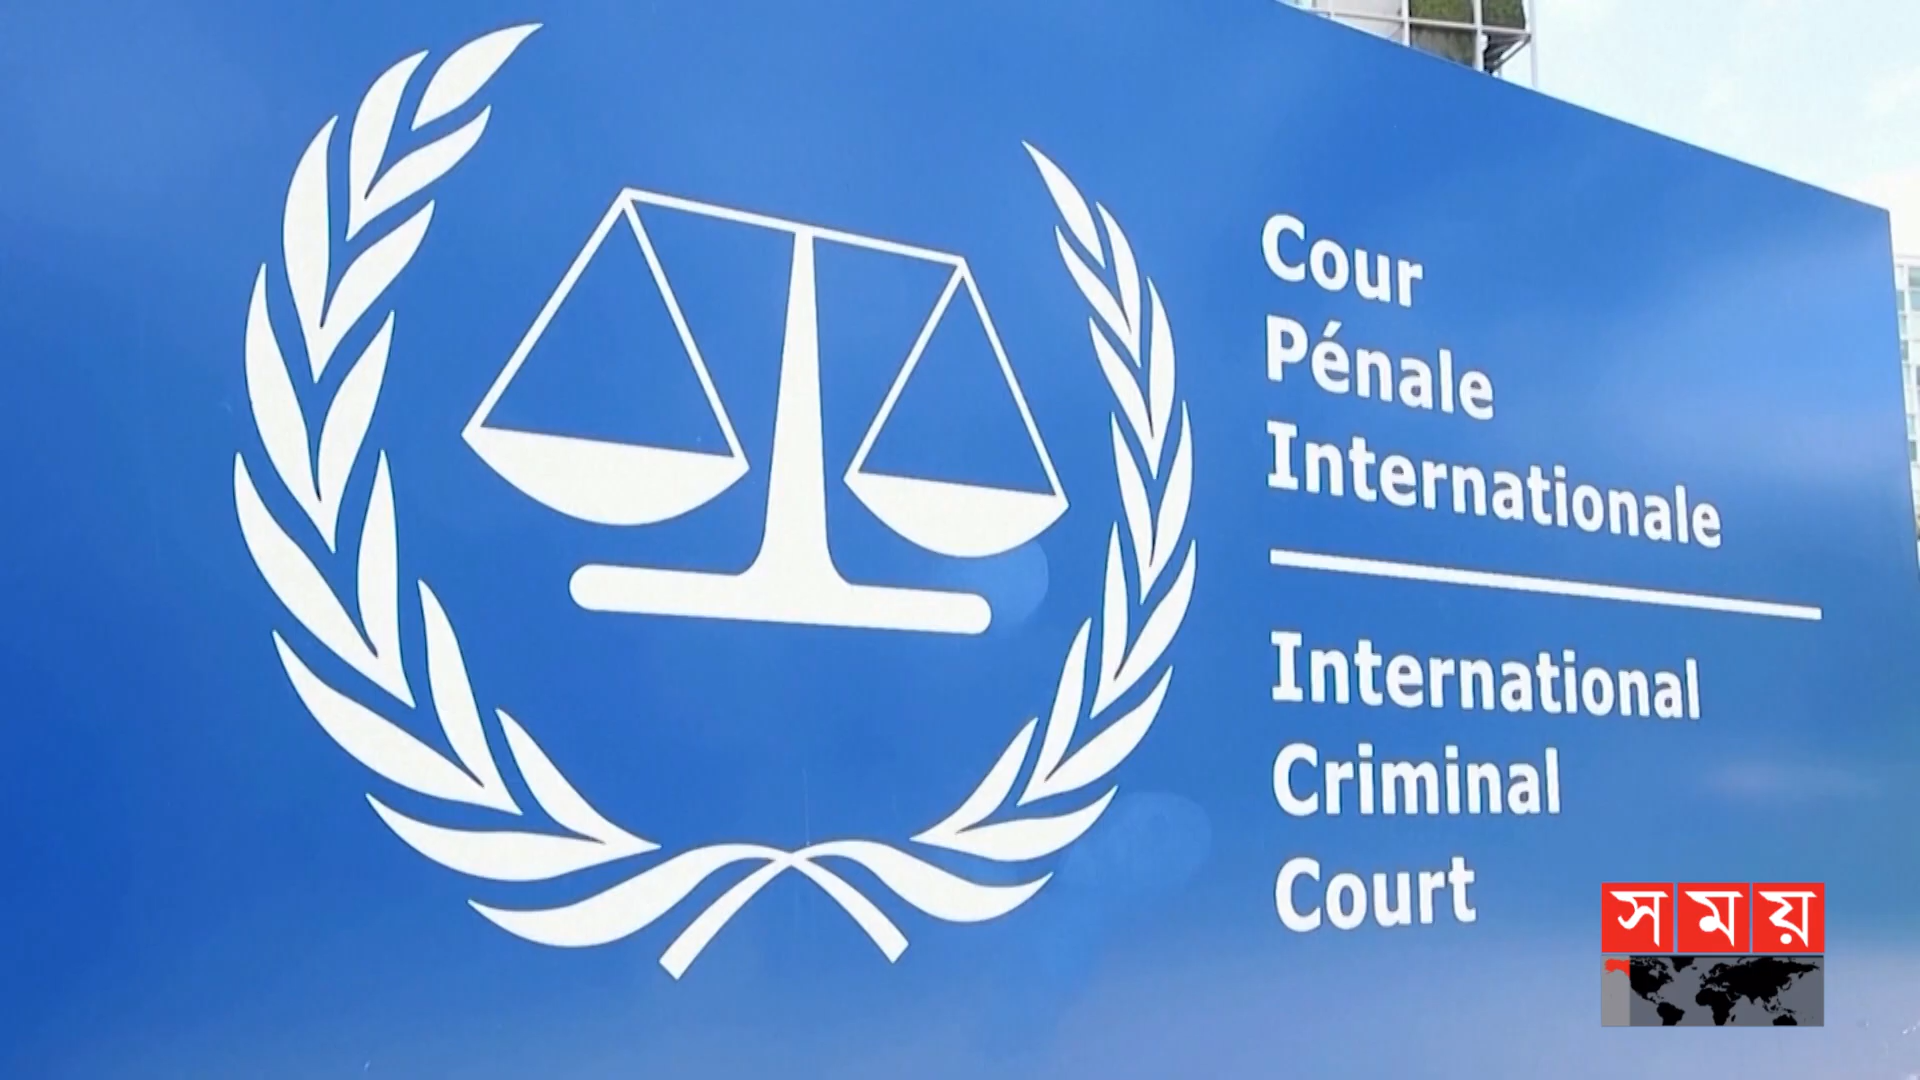 Cour
Pénale
Internationale
International
Criminal
Court
সময়